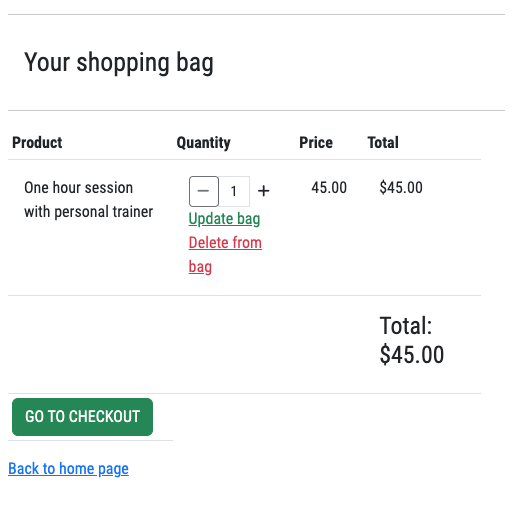 Your shopping bag
Product Quantity Price Total
One hour session − 1 + 45.00 $45.00
with personal trainer
Update bag
Delete from
bag
Total:
$45.00
GO TO CHECKOUT
Back to home page